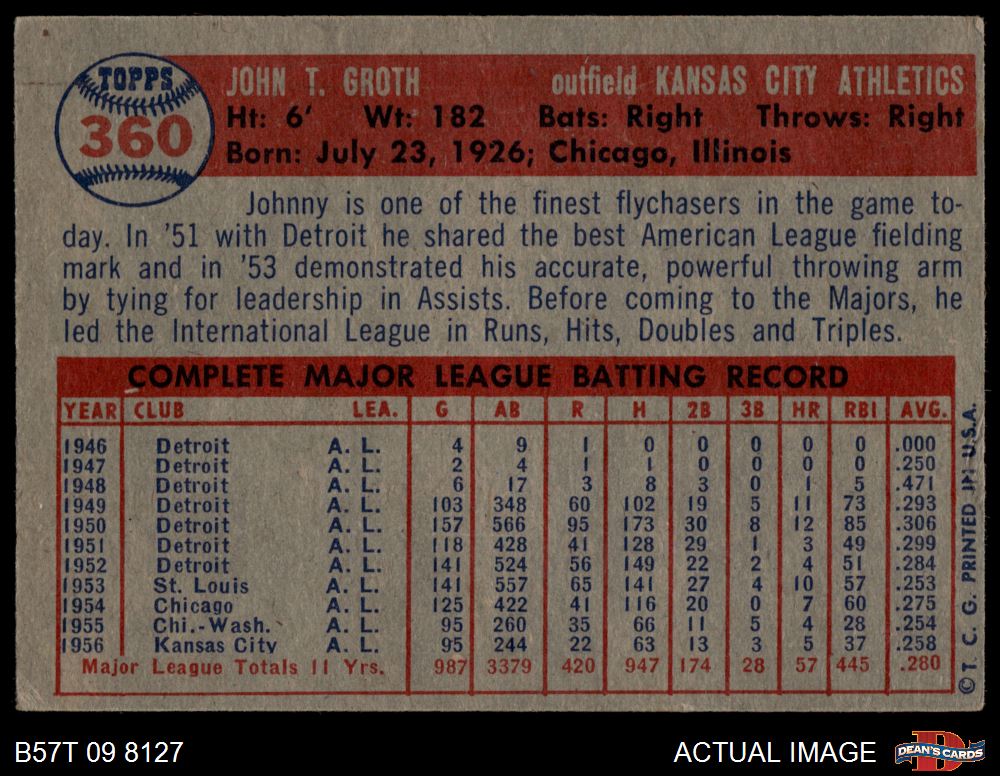 TOPPS
360
JOHN T. GROTH outfield KANSAS CITY ATHLETICS
Ht: 6' Wt: 182 Bats: Right Throws: Right
Born: July 23, 1926; Chicago, Illinois
Johnny is one of the finest flychasers in the game to-
day. In '51 with Detroit he shared the best American League fielding
mark and in '53 demonstrated his accurate, powerful throwing arm
by tying for leadership in Assists. Before coming to the Majors, he
led the International League in Runs, Hits, Doubles and Triples.
COMPLETE MAJOR LEAGUE BATTING RECORD
YEAR CLUB LEA. G AB R H 2B 3B HR RBI AVG.
1946 Detroit A. L. 4 9 1 0 0 0 0 0 .000
1947 Detroit A. L. 2 4 1 1 0 0 0 0 .250
1948 Detroit A. L. 6 17 3 8 3 0 1 5 .471
1949 Detroit A. L. 103 348 60 102 19 5 11 73 .293
1950 Detroit A. L. 157 566 95 173 30 8 12 85 .306
1951 Detroit A. L. 118 428 41 128 29 1 3 49 .299
1952 Detroit A. L. 141 524 56 149 22 2 4 51 .284
1953 St. Louis A. L. 141 557 65 141 27 4 10 57 .253
1954 Chicago A. L. 125 422 41 116 20 0 7 60 .275
1955 Chi.-Wash. A. L. 95 260 35 66 11 5 4 28 .254
1956 Kansas City A. L. 95 244 22 63 13 3 5 37 .258
Major League Totals 11 Yrs. 987 3379 420 947 174 28 57 445 .280
© T. C. G. PRINTED IN U.S.A.
B57T 09 8127 ACTUAL IMAGE DEAN'S CARDS